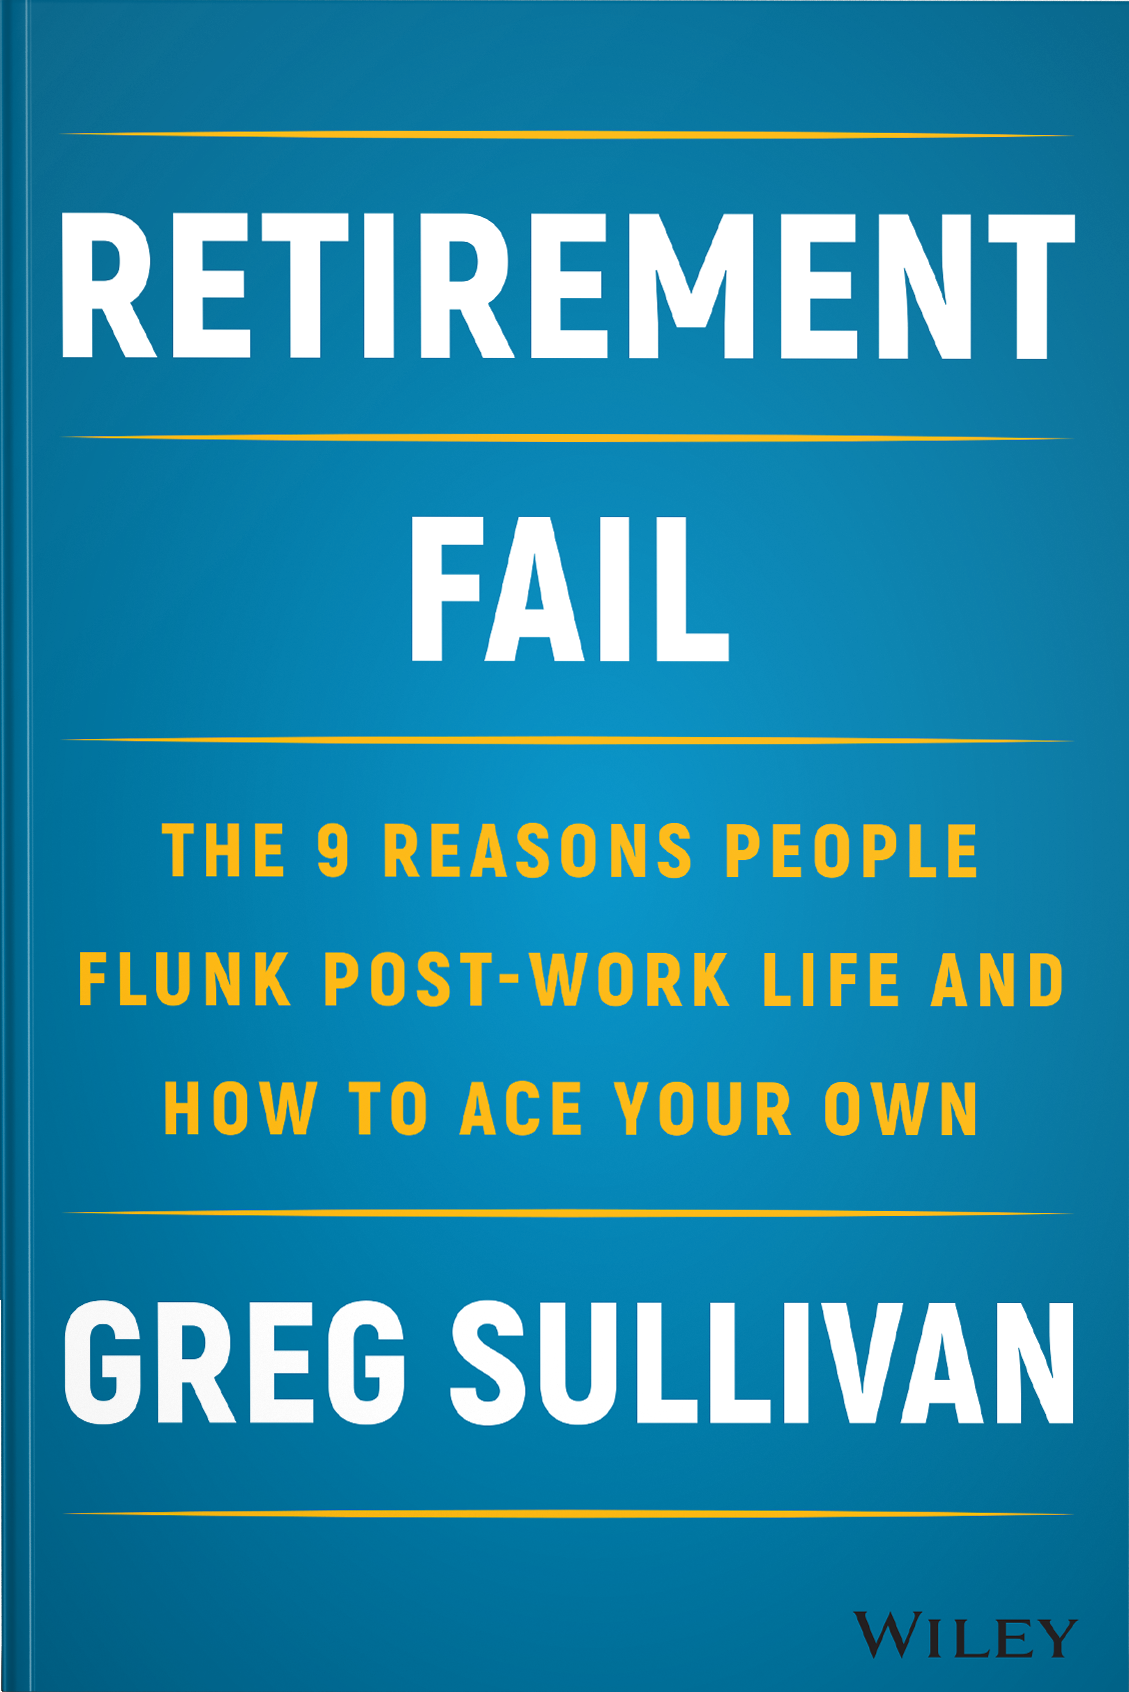 RETIREMENT
FAIL
THE 9 REASONS PEOPLE
FLUNK POST-WORK LIFE AND
HOW TO ACE YOUR OWN
GREG SULLIVAN
WILEY